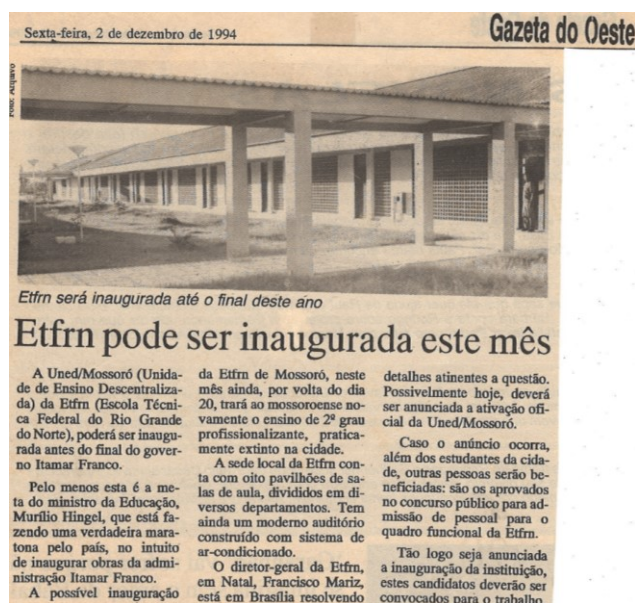 Sexta-feira, 2 de dezembro de 1994
Gazeta do Oeste
Foto: Arquivo
Etfrn será inaugurada até o final deste ano
Etfrn pode ser inaugurada este mês
A Uned/Mossoró (Unida-
de de Ensino Descentraliza-
da) da Etfrn (Escola Técni-
ca Federal do Rio Grande
do Norte), poderá ser inaugu-
rada antes do final do gover-
no Itamar Franco.
Pelo menos esta é a me-
ta do ministro da Educação,
Murílio Hingel, que está fa-
zendo uma verdadeira mara-
tona pelo país, no intuito
de inaugurar obras da admi-
nistração Itamar Franco.
A possível inauguração
da Etfrn de Mossoró, neste
mês ainda, por volta do dia
20, trará ao mossoroense no-
vamente o ensino de 2º grau
profissionalizante, pratica-
mente extinto na cidade.
A sede local da Etfrn con-
ta com oito pavilhões de sa-
las de aula, divididos em di-
versos departamentos. Tem
ainda um moderno auditório
construído com sistema de
ar-condicionado.
O diretor-geral da Etfrn,
em Natal, Francisco Mariz,
está em Brasília resolvendo
detalhes atinentes a questão.
Possivelmente hoje, deverá
ser anunciada a ativação ofi-
cial da Uned/Mossoró.
Caso o anúncio ocorra,
além dos estudantes da cida-
de, outras pessoas serão be-
neficiadas: são os aprovados
no concurso público para ad-
missão de pessoal para o
quadro funcional da Etfrn.
Tão logo seja anunciada
a inauguração da instituição,
estes candidatos deverão ser
convocados para o trabalho.